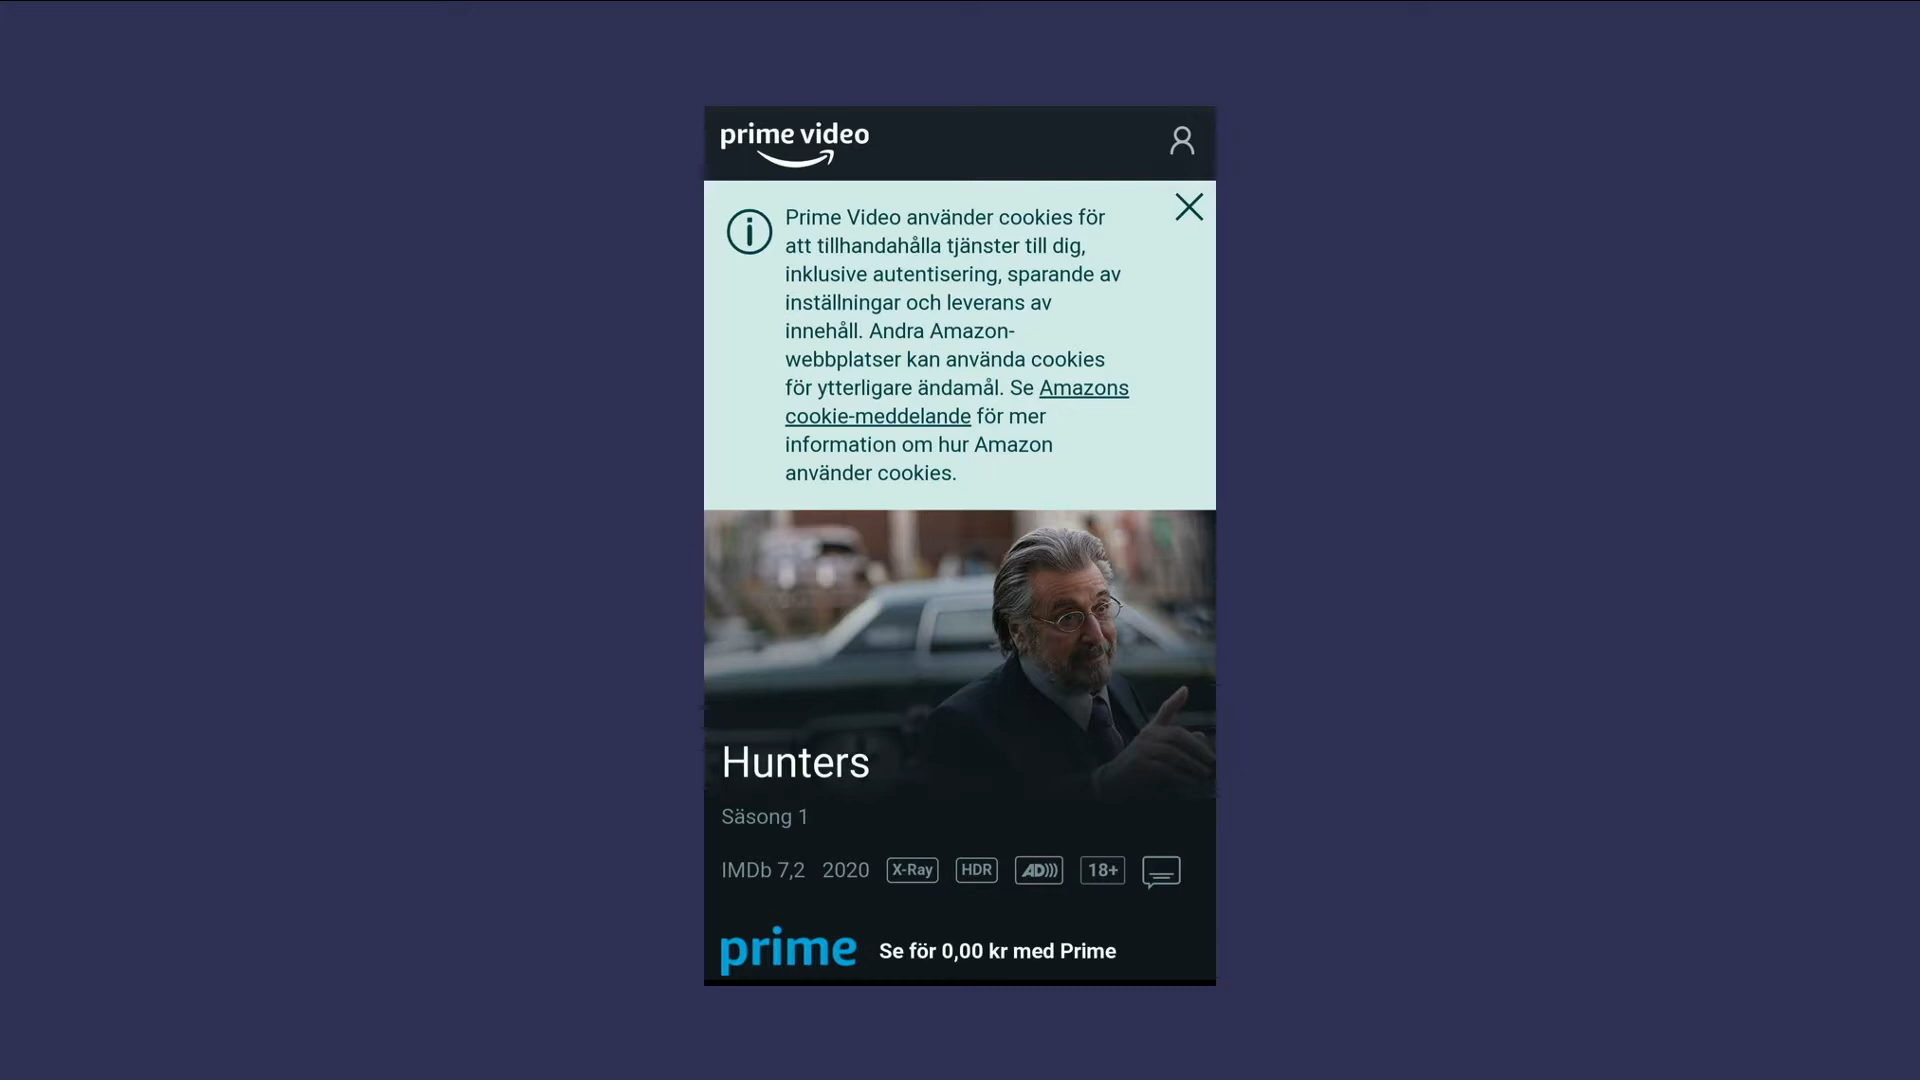 prime video
Prime Video använder cookies för
att tillhandahålla tjänster till dig,
inklusive autentisering, sparande av
inställningar och leverans av
innehåll. Andra Amazon-
webbplatser kan använda cookies
för ytterligare ändamål. Se Amazons
cookie-meddelande för mer
information om hur Amazon
använder cookies.
Hunters
Säsong 1
IMDb 7,2 2020 X-Ray HDR AD))) 18+
prime Se för 0,00 kr med Prime